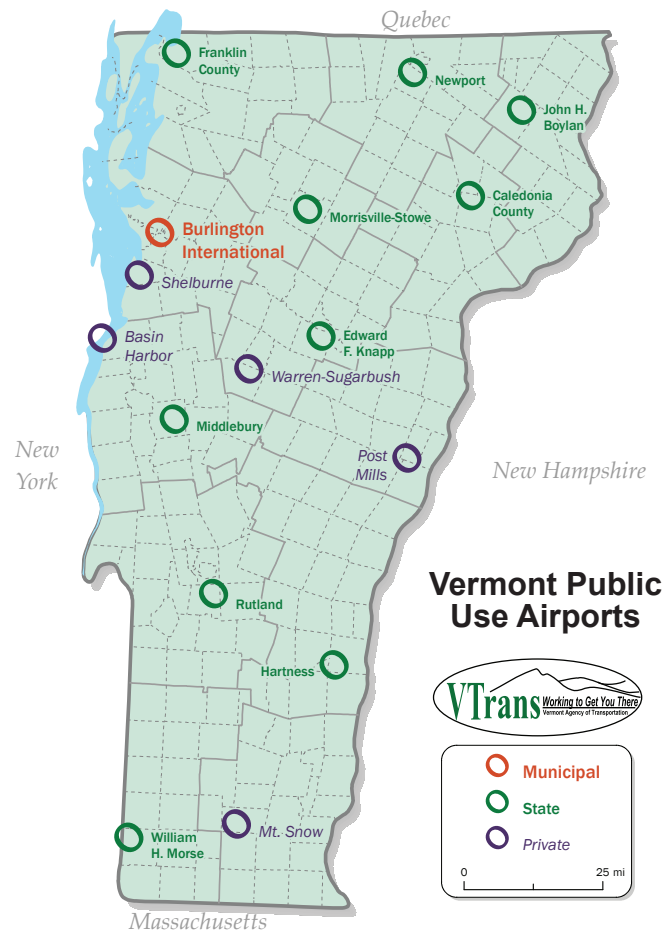 Quebec
Franklin
County
Newport
John H.
Boylan
Caledonia
County
Morrisville-Stowe
Burlington
International
Shelburne
Basin
Harbor
Edward
F. Knapp
Warren-Sugarbush
Middlebury
New
York
Post
Mills
New Hampshire
Vermont Public
Use Airports
Rutland
Hartness
VTrans Working to Get You There
Vermont Agency of Transportation
Municipal
State
Private
0 25 mi
William
H. Morse
Mt. Snow
Massachusetts